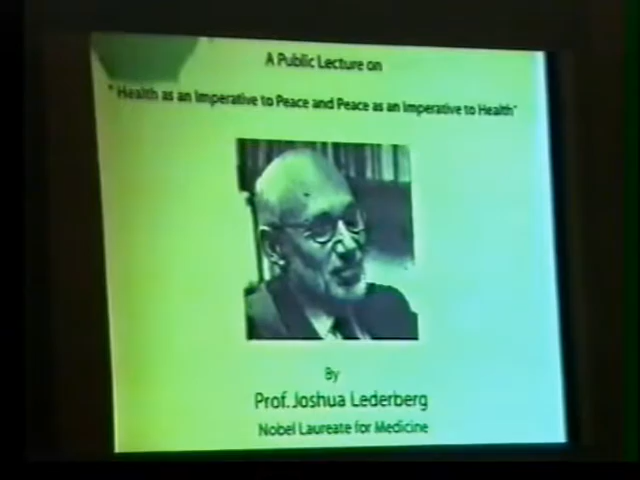 A Public Lecture on
" Health as an Imperative to Peace and Peace as an Imperative to Health"
By
Prof. Joshua Lederberg
Nobel Laureate for Medicine